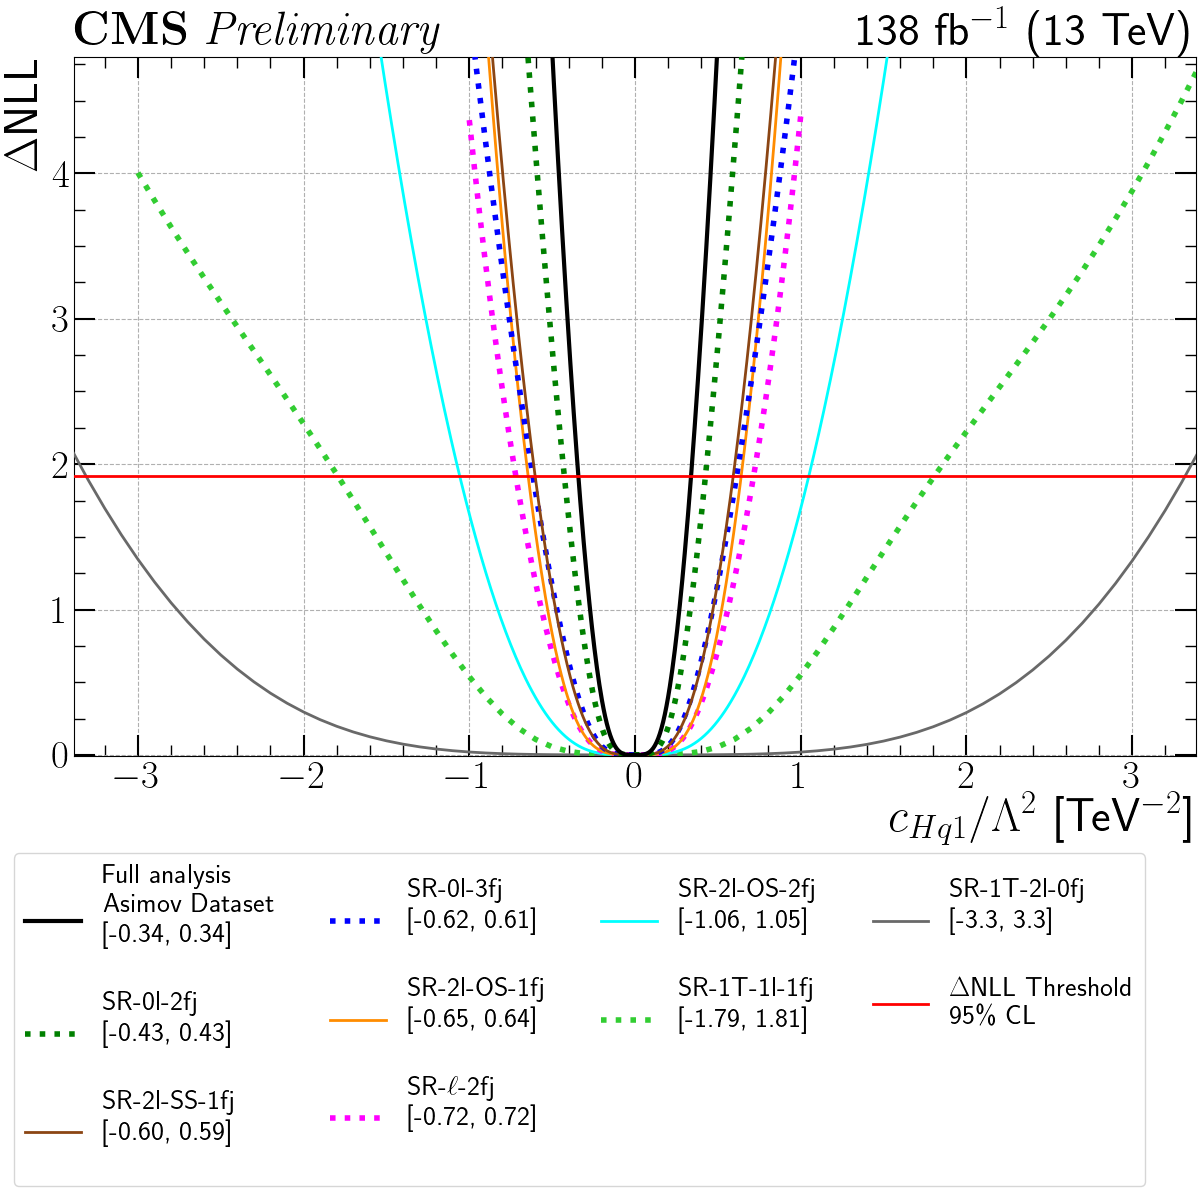 CMS Preliminary
138 fb⁻¹ (13 TeV)
ΔNLL
4
3
2
1
0
−3 −2 −1 0 1 2 3
c_{Hq1}/Λ² [TeV⁻²]
Full analysis
Asimov Dataset
[-0.34, 0.34]
SR-0l-2fj
[-0.43, 0.43]
SR-2l-SS-1fj
[-0.60, 0.59]
SR-0l-3fj
[-0.62, 0.61]
SR-2l-OS-1fj
[-0.65, 0.64]
SR-ℓ-2fj
[-0.72, 0.72]
SR-2l-OS-2fj
[-1.06, 1.05]
SR-1T-1l-1fj
[-1.79, 1.81]
SR-1T-2l-0fj
[-3.3, 3.3]
ΔNLL Threshold
95% CL